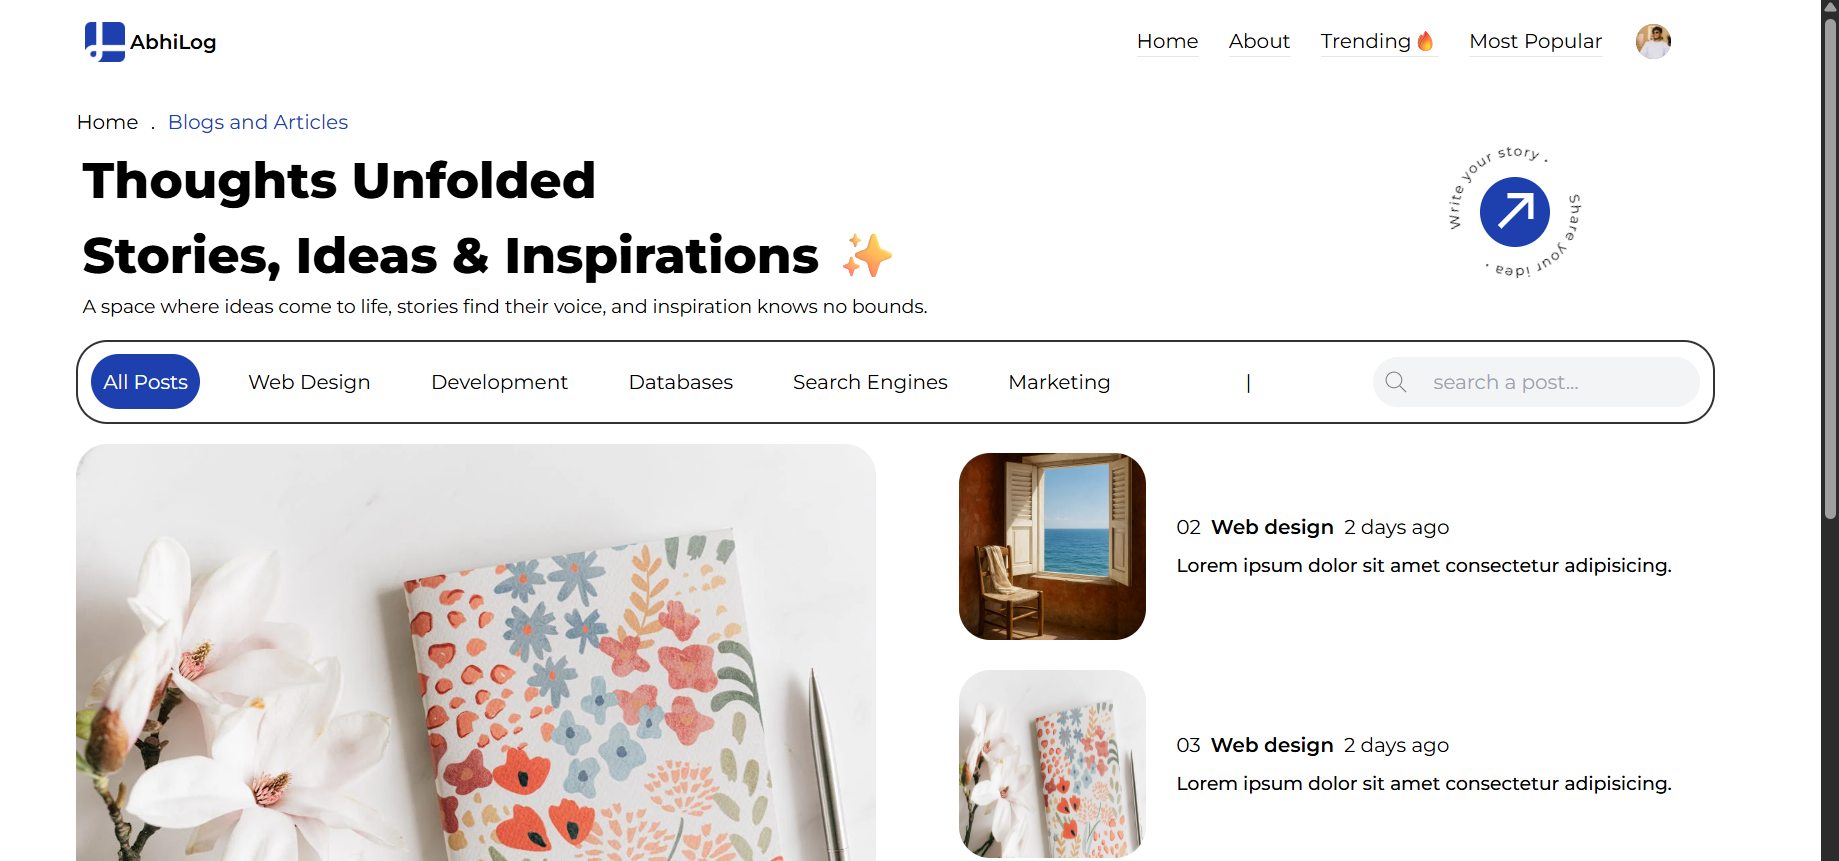 AbhiLog
Home About Trending🔥 Most Popular
Home . Blogs and Articles
Thoughts Unfolded
Stories, Ideas & Inspirations ✨
Write your story •
Share your idea •
A space where ideas come to life, stories find their voice, and inspiration knows no bounds.
All Posts Web Design Development Databases Search Engines Marketing | search a post...
02 Web design 2 days ago
Lorem ipsum dolor sit amet consectetur adipisicing.
03 Web design 2 days ago
Lorem ipsum dolor sit amet consectetur adipisicing.